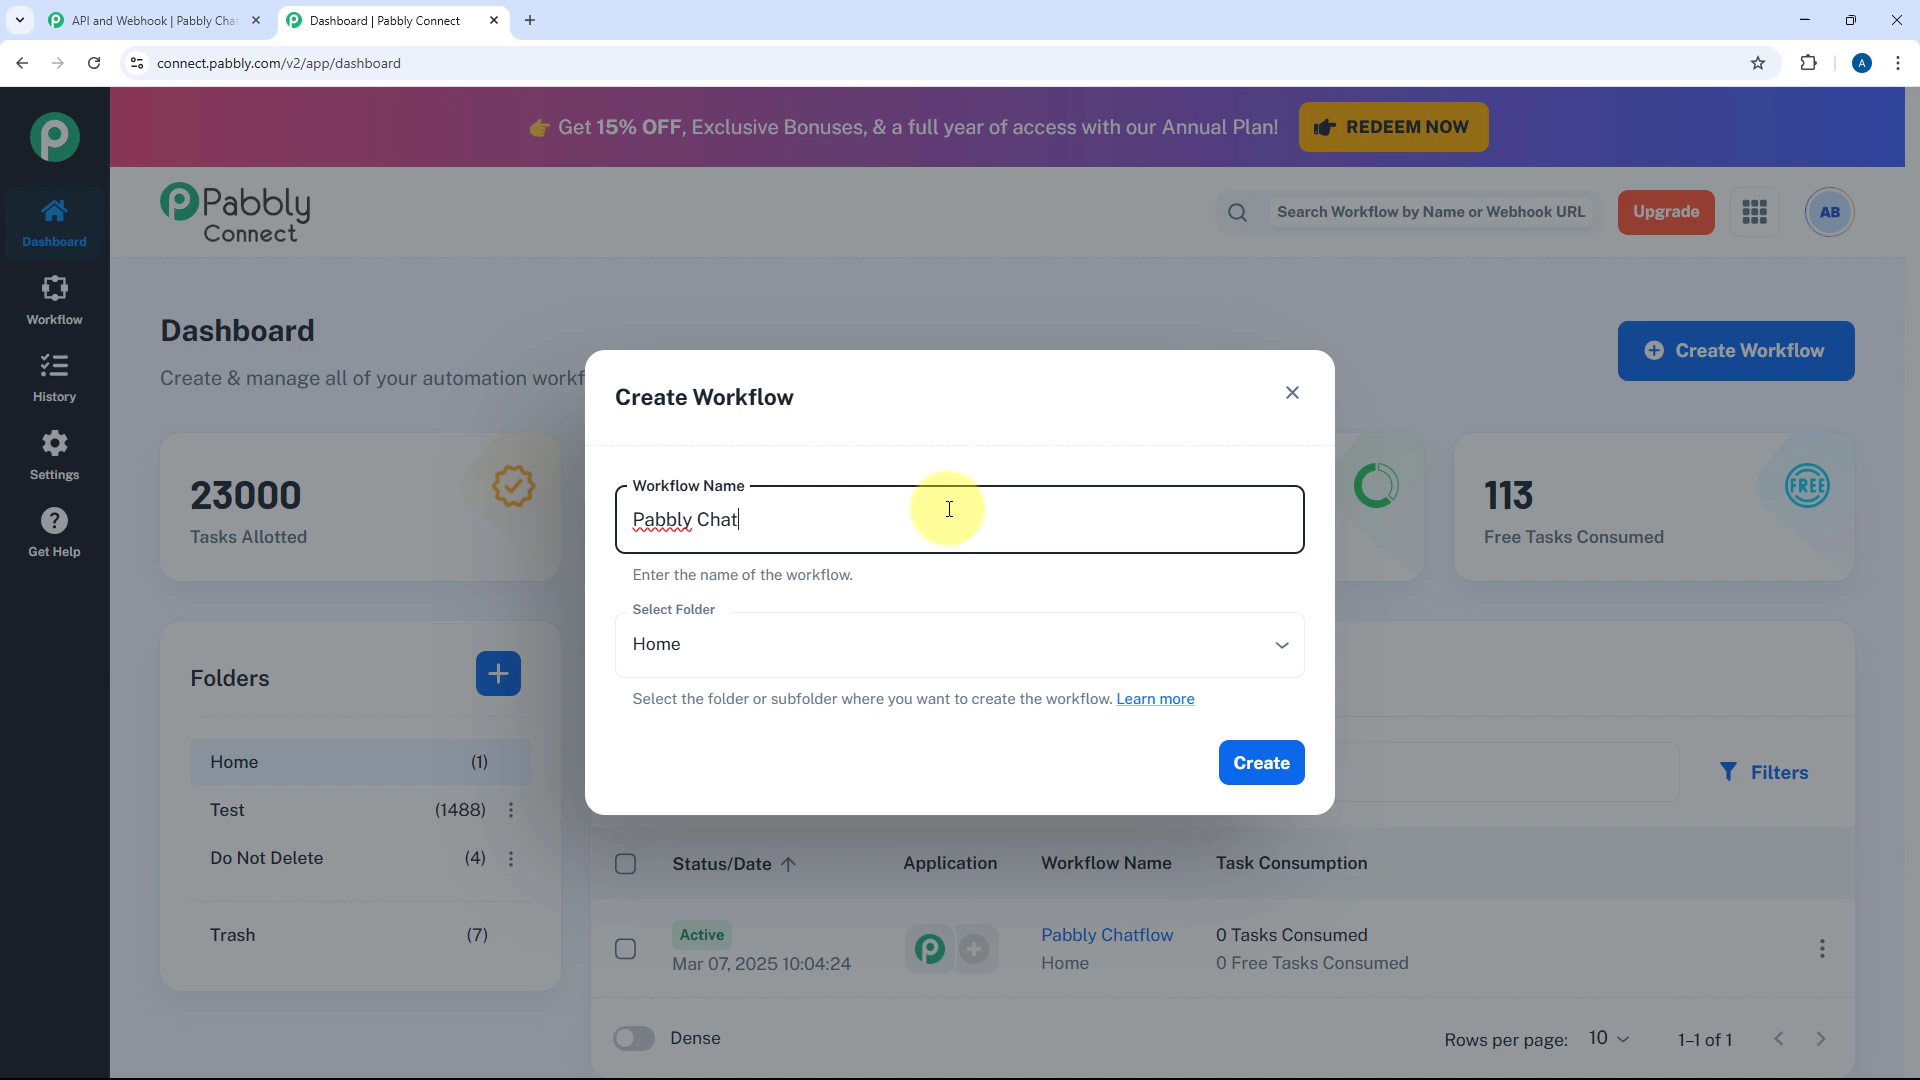 API and Webhook | Pabbly Cha
Dashboard | Pabbly Connect
connect.pabbly.com/v2/app/dashboard
A
👉 Get 15% OFF, Exclusive Bonuses, & a full year of access with our Annual Plan!
REDEEM NOW
Pabbly
Connect
Search Workflow by Name or Webhook URL
Upgrade
AB
Dashboard
Workflow
History
Settings
Get Help
Dashboard
Create & manage all of your automation workf
Create Workflow
23000
Tasks Allotted
113
Free Tasks Consumed
FREE
Create Workflow
Workflow Name
Pabbly Chat
Enter the name of the workflow.
Select Folder
Home
Select the folder or subfolder where you want to create the workflow. Learn more
Create
Folders
Home (1)
Test (1488)
Do Not Delete (4)
Trash (7)
Filters
Status/Date Application Workflow Name Task Consumption
Active
Mar 07, 2025 10:04:24
Pabbly Chatflow
Home
0 Tasks Consumed
0 Free Tasks Consumed
Dense
Rows per page: 10
1–1 of 1